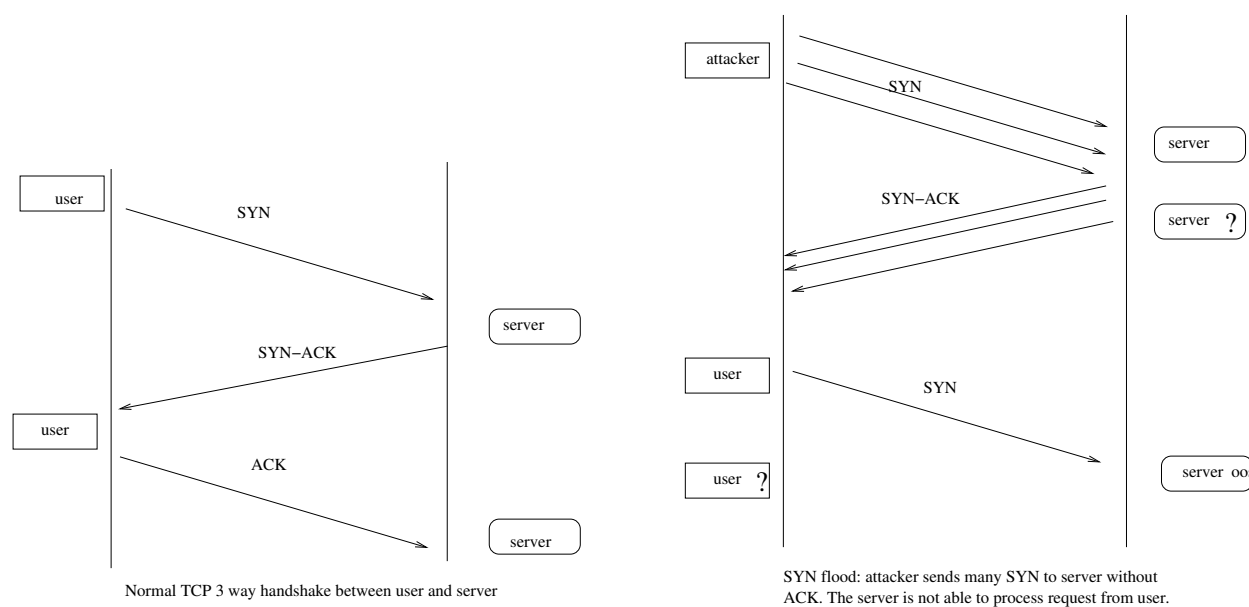 user
SYN
server
SYN−ACK
user
ACK
server
Normal TCP 3 way handshake between user and server
attacker
SYN
server
SYN−ACK
server ?
user
SYN
server
user ?
SYN flood: attacker sends many SYN to server without
ACK. The server is not able to process request from user.